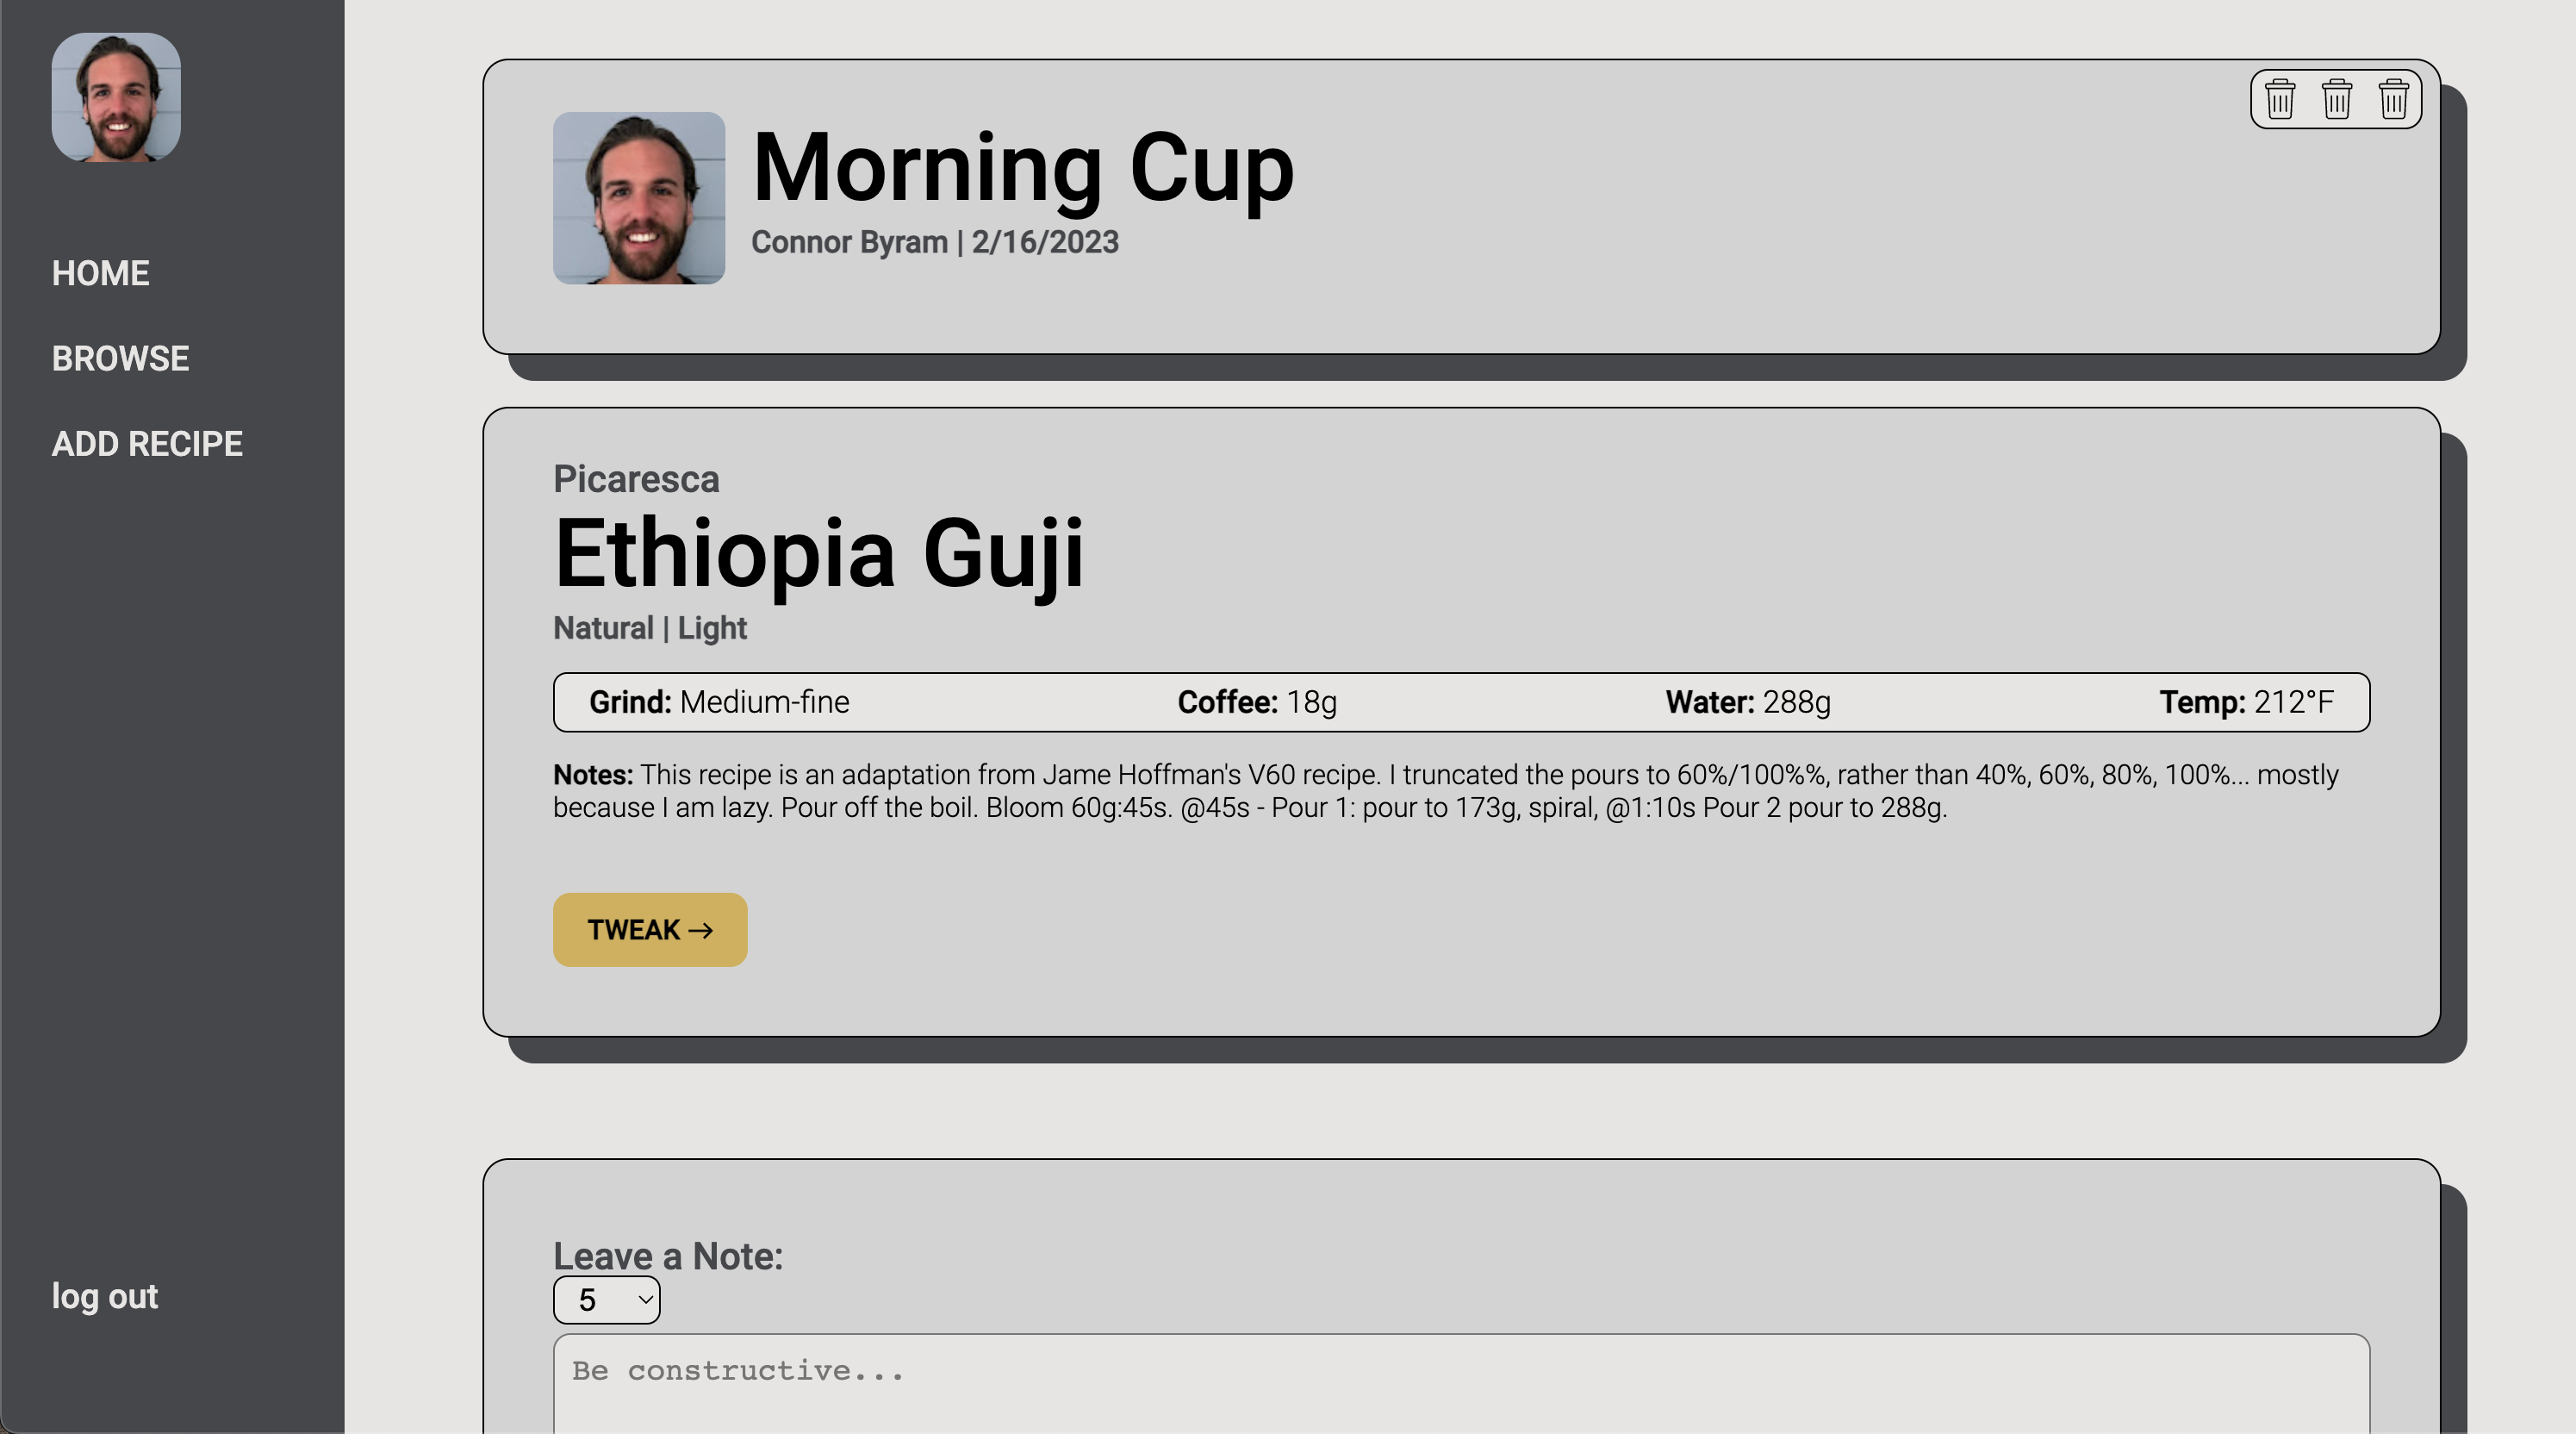 HOME
BROWSE
ADD RECIPE
log out
Morning Cup
Connor Byram | 2/16/2023
Picaresca
Ethiopia Guji
Natural | Light
Grind: Medium-fine Coffee: 18g Water: 288g Temp: 212°F
Notes: This recipe is an adaptation from Jame Hoffman's V60 recipe. I truncated the pours to 60%/100%%, rather than 40%, 60%, 80%, 100%... mostly
because I am lazy. Pour off the boil. Bloom 60g:45s. @45s - Pour 1: pour to 173g, spiral, @1:10s Pour 2 pour to 288g.
TWEAK →
Leave a Note:
5
Be constructive...